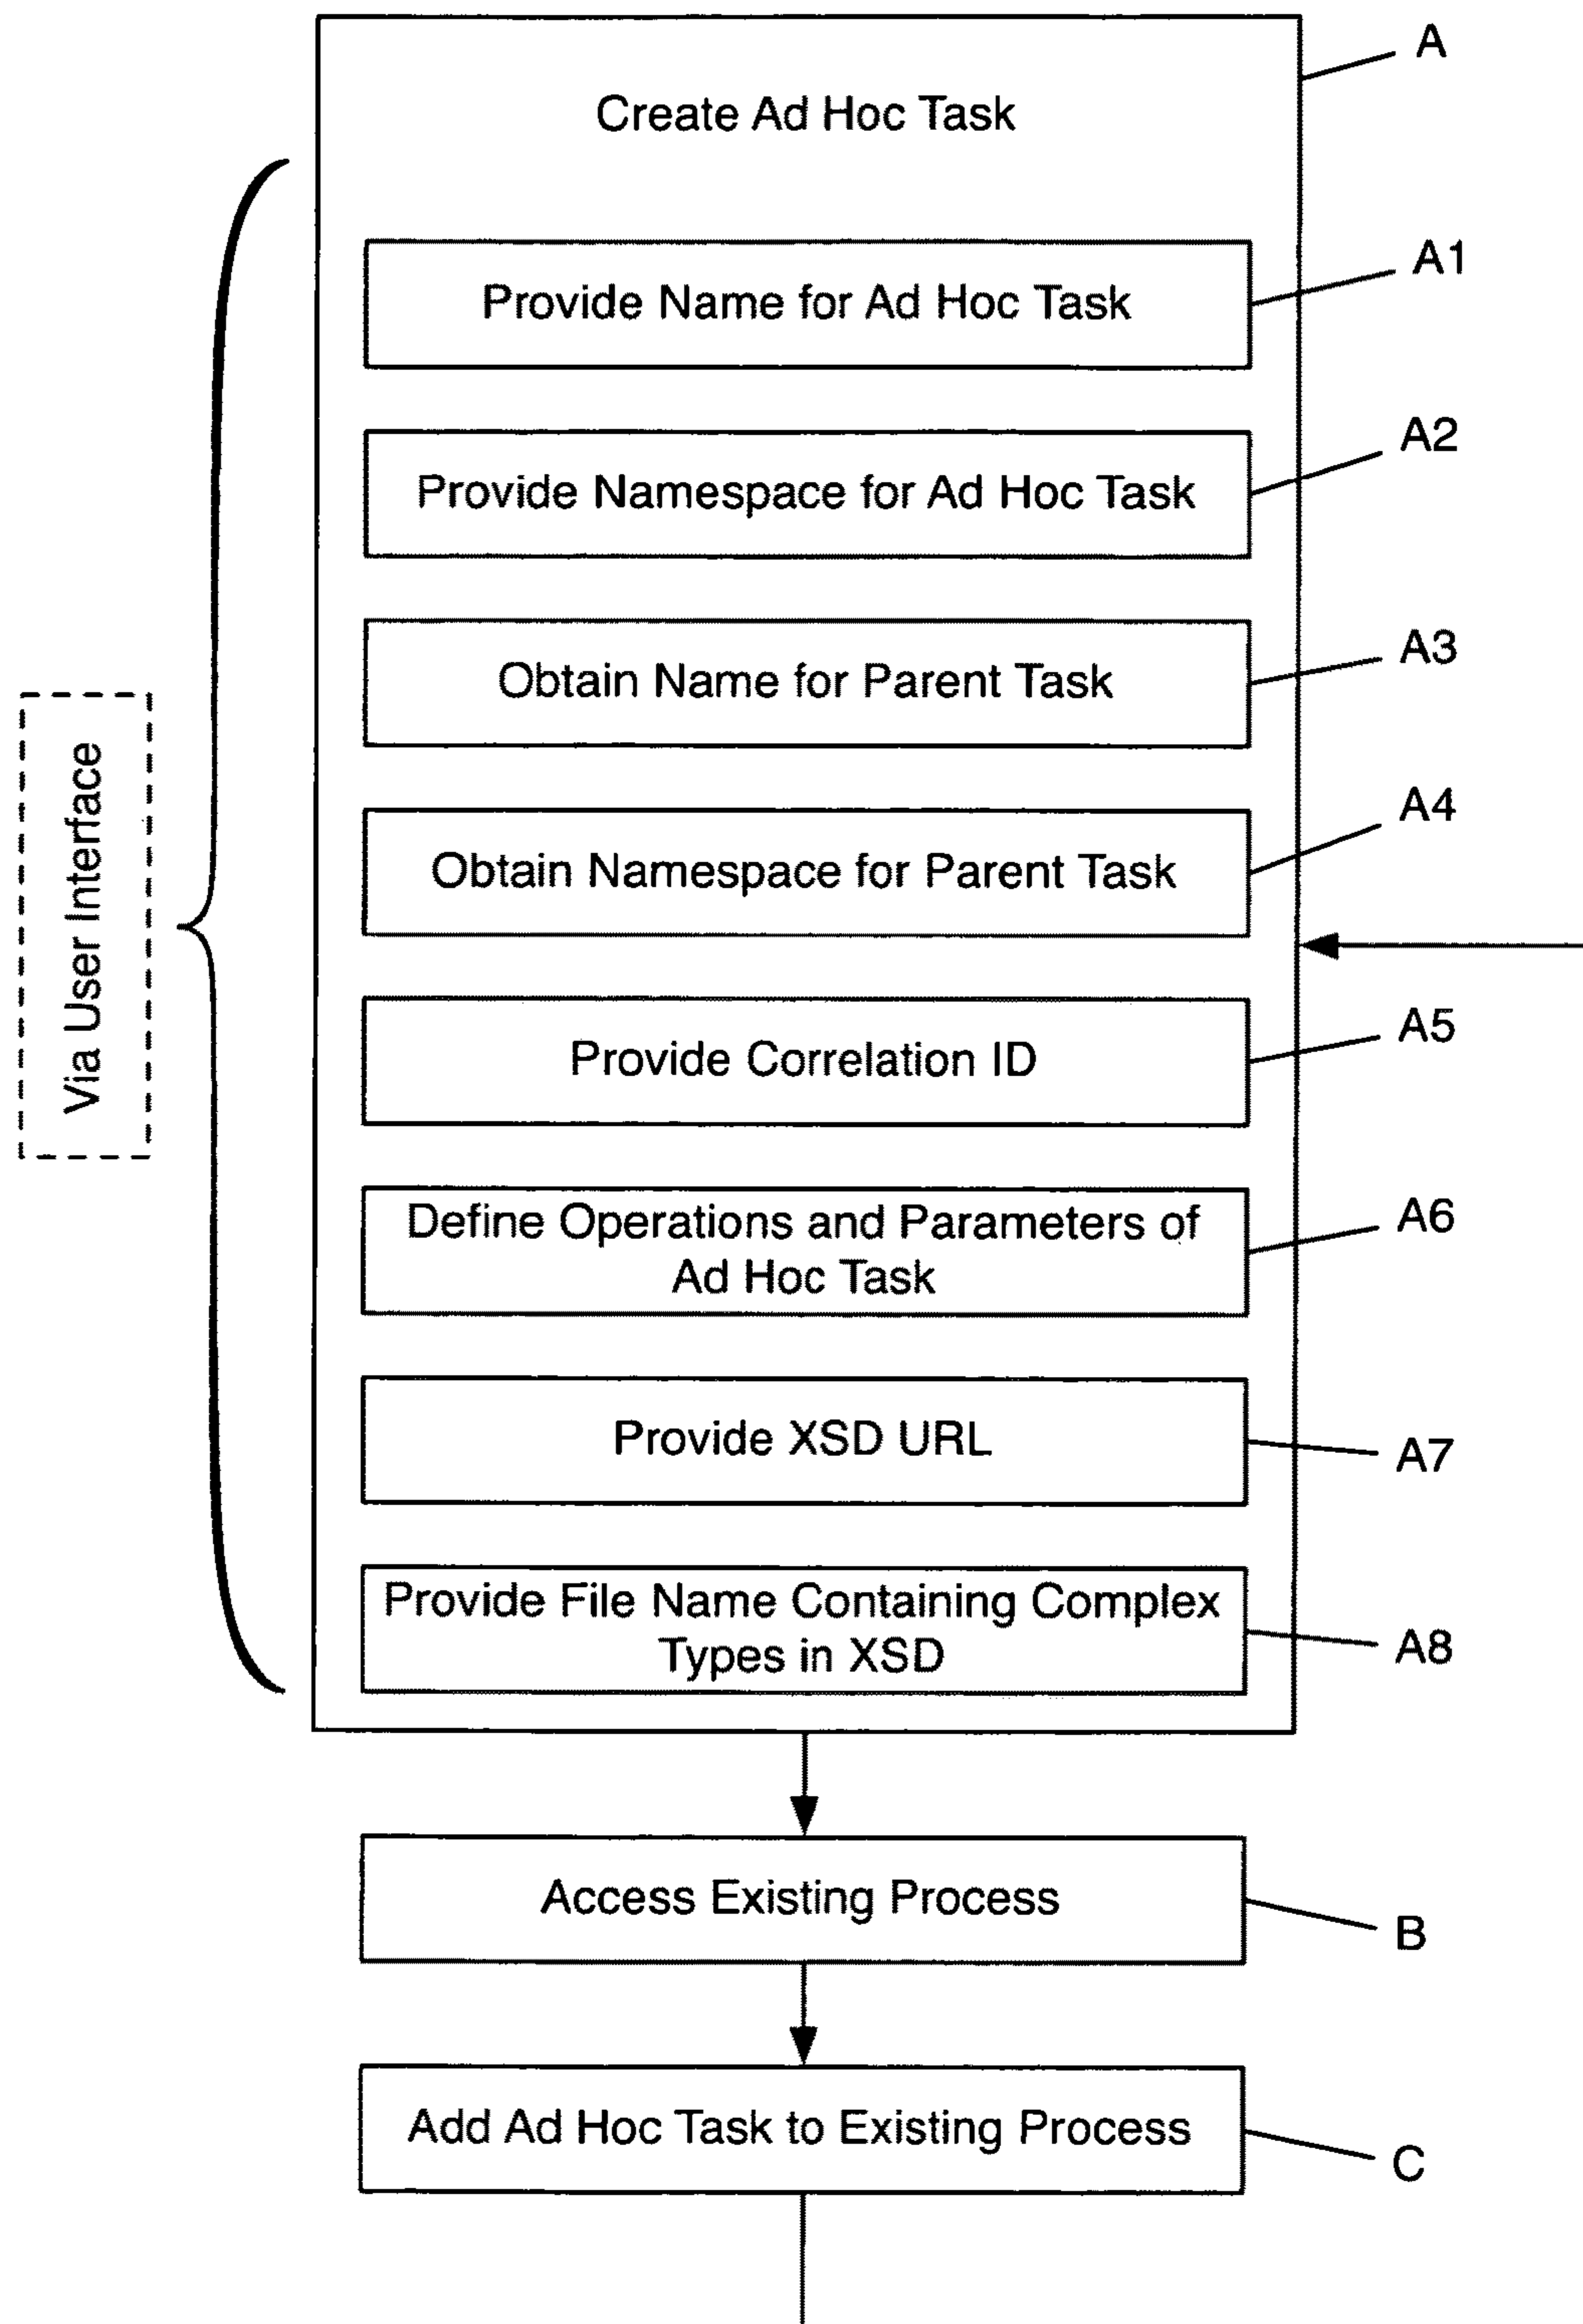 A
Create Ad Hoc Task
A1
Provide Name for Ad Hoc Task
A2
Provide Namespace for Ad Hoc Task
A3
Obtain Name for Parent Task
A4
Obtain Namespace for Parent Task
Via User Interface
A5
Provide Correlation ID
A6
Define Operations and Parameters of
Ad Hoc Task
A7
Provide XSD URL
A8
Provide File Name Containing Complex
Types in XSD
Access Existing Process
B
Add Ad Hoc Task to Existing Process
C